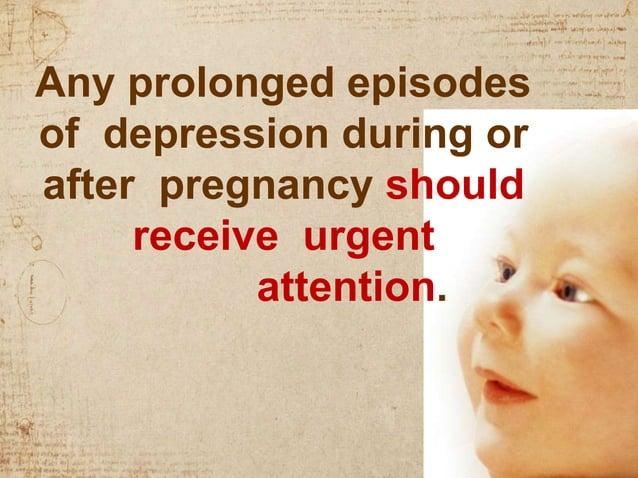 Any prolonged episodes
of depression during or
after pregnancy should
receive urgent
attention.